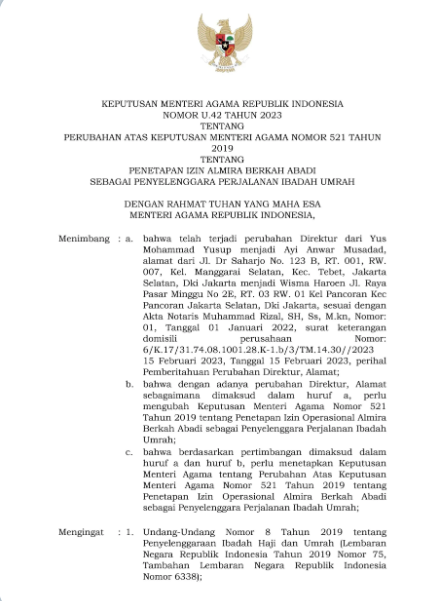 KEPUTUSAN MENTERI AGAMA REPUBLIK INDONESIA
NOMOR U.42 TAHUN 2023
TENTANG
PERUBAHAN ATAS KEPUTUSAN MENTERI AGAMA NOMOR 521 TAHUN
2019
TENTANG
PENETAPAN IZIN ALMIRA BERKAH ABADI
SEBAGAI PENYELENGGARA PERJALANAN IBADAH UMRAH
DENGAN RAHMAT TUHAN YANG MAHA ESA
MENTERI AGAMA REPUBLIK INDONESIA,
Menimbang : a. bahwa telah terjadi perubahan Direktur dari Yus
Mohammad Yusup menjadi Ayi Anwar Musadad,
alamat dari Jl. Dr Saharjo No. 123 B, RT. 001, RW.
007, Kel. Manggarai Selatan, Kec. Tebet, Jakarta
Selatan, Dki Jakarta menjadi Wisma Haroen Jl. Raya
Pasar Minggu No 2E, RT. 03 RW. 01 Kel Pancoran Kec
Pancoran Jakarta Selatan, Dki Jakarta, sesuai dengan
Akta Notaris Muhammad Rizal, SH, Ss, M.kn, Nomor:
01, Tanggal 01 Januari 2022, surat keterangan
domisili perusahaan Nomor:
6/K.17/31.74.08.1001.28.K-1.b/3/TM.14.30//2023
15 Februari 2023, Tanggal 15 Februari 2023, perihal
Pemberitahuan Perubahan Direktur, Alamat;
b. bahwa dengan adanya perubahan Direktur, Alamat
sebagaimana dimaksud dalam huruf a, perlu
mengubah Keputusan Menteri Agama Nomor 521
Tahun 2019 tentang Penetapan Izin Operasional Almira
Berkah Abadi sebagai Penyelenggara Perjalanan Ibadah
Umrah;
c. bahwa berdasarkan pertimbangan dimaksud dalam
huruf a dan huruf b, perlu menetapkan Keputusan
Menteri Agama tentang Perubahan Atas Keputusan
Menteri Agama Nomor 521 Tahun 2019 tentang
Penetapan Izin Operasional Almira Berkah Abadi
sebagai Penyelenggara Perjalanan Ibadah Umrah;
Mengingat : 1. Undang-Undang Nomor 8 Tahun 2019 tentang
Penyelenggaraan Ibadah Haji dan Umrah (Lembaran
Negara Republik Indonesia Tahun 2019 Nomor 75,
Tambahan Lembaran Negara Republik Indonesia
Nomor 6338);